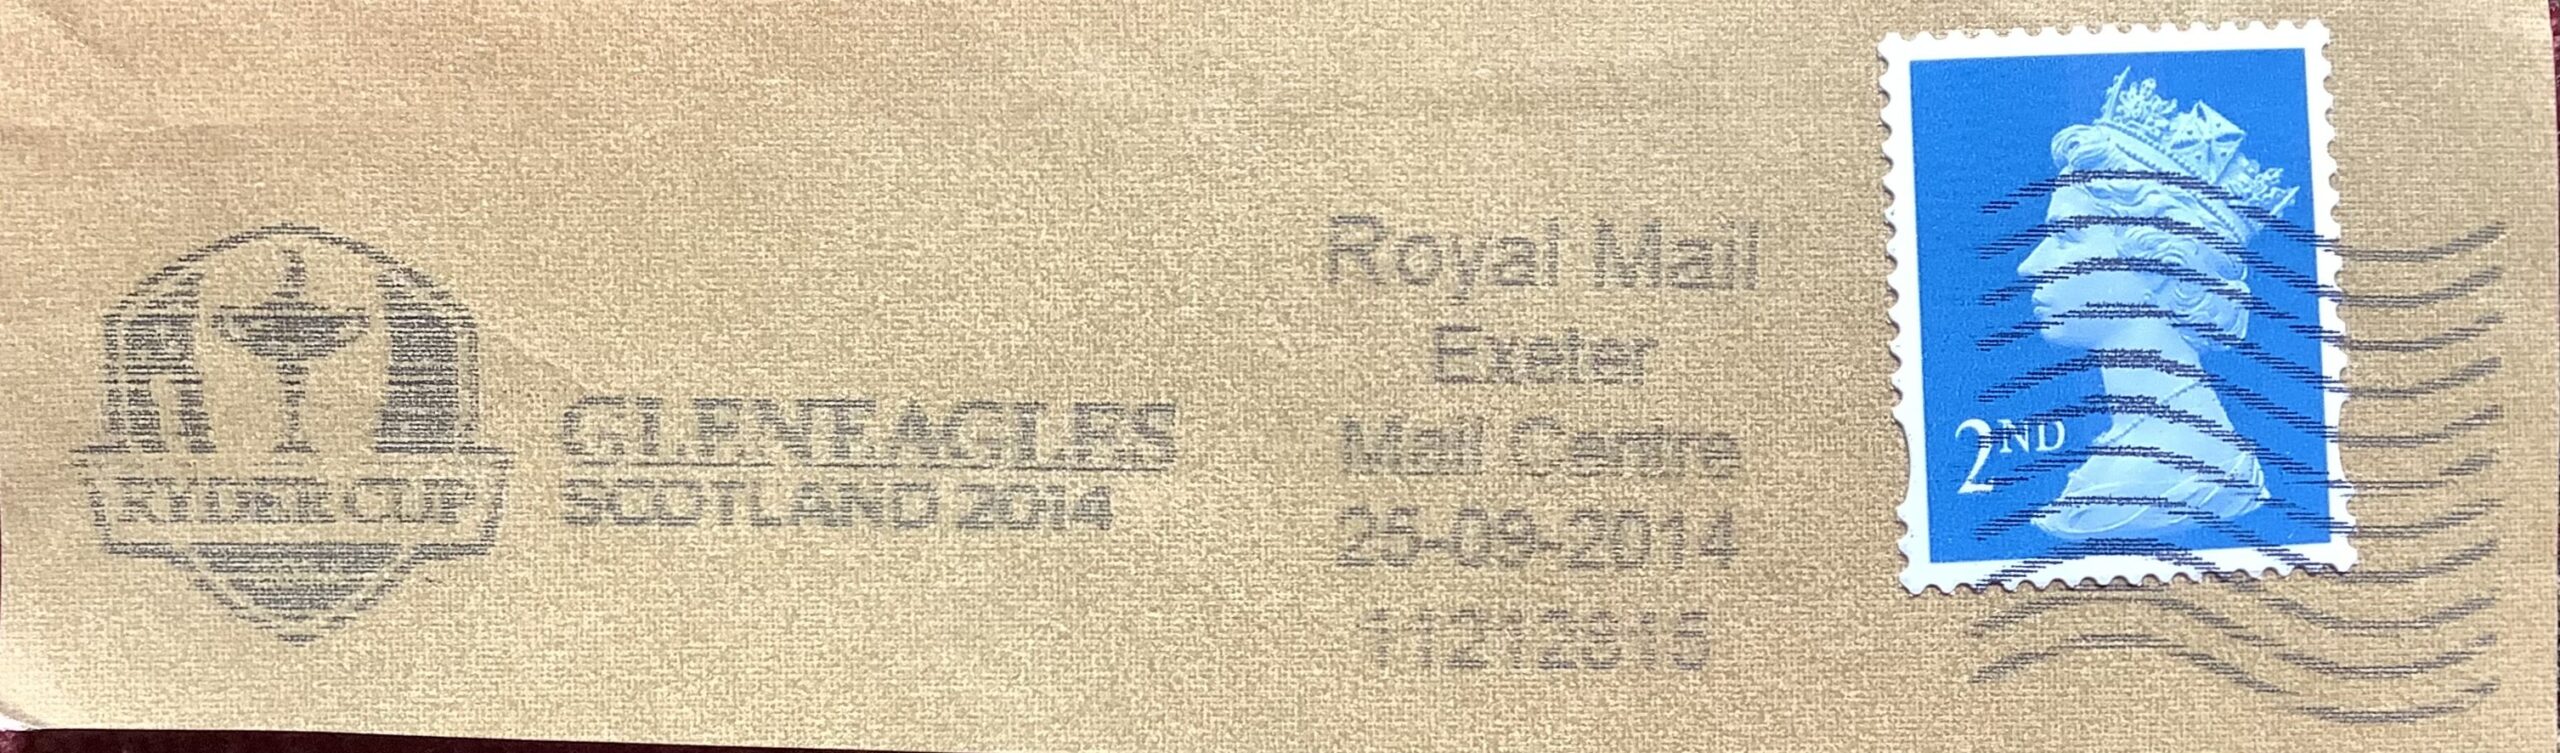 RYDER CUP
GLENEAGLES
SCOTLAND 2014
Royal Mail
Exeter
Mail Centre
25-09-2014
2ND